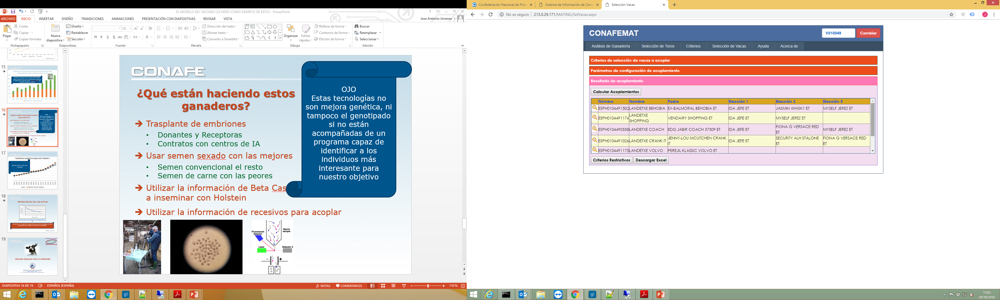 EL MODELO DEL VACUNO LECHERO COMO EJEMPLO DE ÉXITO - PowerPoint
ARCHIVO INICIO INSERTAR DISEÑO TRANSICIONES ANIMACIONES PRESENTACIÓN CON DIAPOSITIVAS REVISAR VISTA
Jose Antonio Jimenez
Pegar
Cortar
Copiar
Copiar formato
Portapapeles
Nueva
diapositiva
Diseño
Restablecer
Sección
Diapositivas
18
N K S S abc AV Aa A
Fuente
Dirección del texto
Alinear texto
Convertir a SmartArt
Párrafo
Organizar
Estilos
rápidos
Relleno de forma
Contorno de forma
Efectos de forma
Dibujo
Buscar
Reemplazar
Seleccionar
Edición
15
16
17
TENDENCIA GENÉTICA IMEG DOS TORRES E
18
IMPORTANCIA DE LOS DATOS
19
MUCHAS GRACIAS POR LA ATENCIÓN
CONAFE
¿Qué están haciendo estos
ganaderos?
Trasplante de embriones
• Donantes y Receptoras
• Contratos con centros de IA
Usar semen sexado con las mejores
• Semen convencional el resto
• Semen de carne con las peores
Utilizar la información de Beta Cas
a inseminar con Holstein
Utilizar la información de recesivos para acoplar
OJO
Estas tecnologías no
son mejora genética, ni
tampoco el genotipado
si no están
acompañadas de un
programa capaz de
identificar a los
individuos más
interesante para
nuestro objetivo
Fluorescent
detector
Sperm
sample
Laser
Detector 2
DIAPOSITIVA 16 DE 19 ESPAÑOL (ESPAÑA)
NOTAS COMENTARIOS 110 %
Confederación Nacional de Friso
Sistema de Información de Cona
Selección Vacas
No es seguro | 213.0.29.171/MATING/SelVacas.aspx
CONAFEMAT
V010049 Cambiar
Análisis de Ganadería Selección de Toros Criterios Selección de Vacas Ayuda Acerca de
Criterios de selección de vacas a acoplar
Parámetros de configuración de acoplamiento
Resultado de acoplamiento
Calcular Acoplamientos
Número Nombre Padre Elección 1 Elección 2 Elección 3
ESPH0104491502 LANDETXE BEHOBIA EX-BALMORAL BEHOBIA ET IDA JEFE ET JASMIN WHISKY ET MYSELF JEREZ ET
ESPH0104491174 LANDETXE SHOPPING VENDAIRY SHOPPING ET IDA JEFE ET MYSELF JEREZ ET
ESPH0104490558 LANDETXE COACH EDG JABIR COACH 57509 ET IDA JEFE ET FIONA G VERSACE RED ET MYSELF JEREZ ET
ESPH0104491026 LANDETXE CRANK IT JENNY-LOU MCUTCHEN CRANK IT IDA JEFE ET SECURITY ALH STALONE ET FIONA G VERSACE RED ET
ESPH0104491173 LANDETXE VOLVO PEREJIL KLASSIC VOLVO ET
Criterios Restrictivos Descargar Excel
15:05
29/10/2018